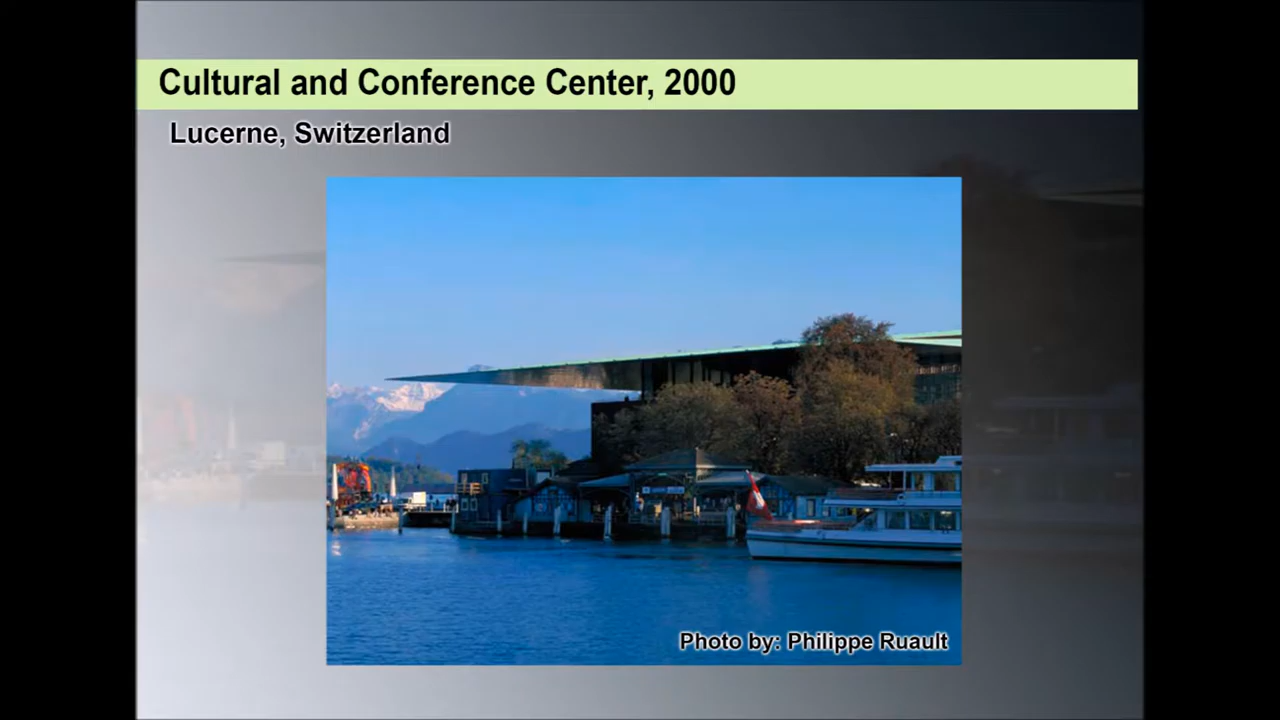 Cultural and Conference Center, 2000
Lucerne, Switzerland
Photo by: Philippe Ruault